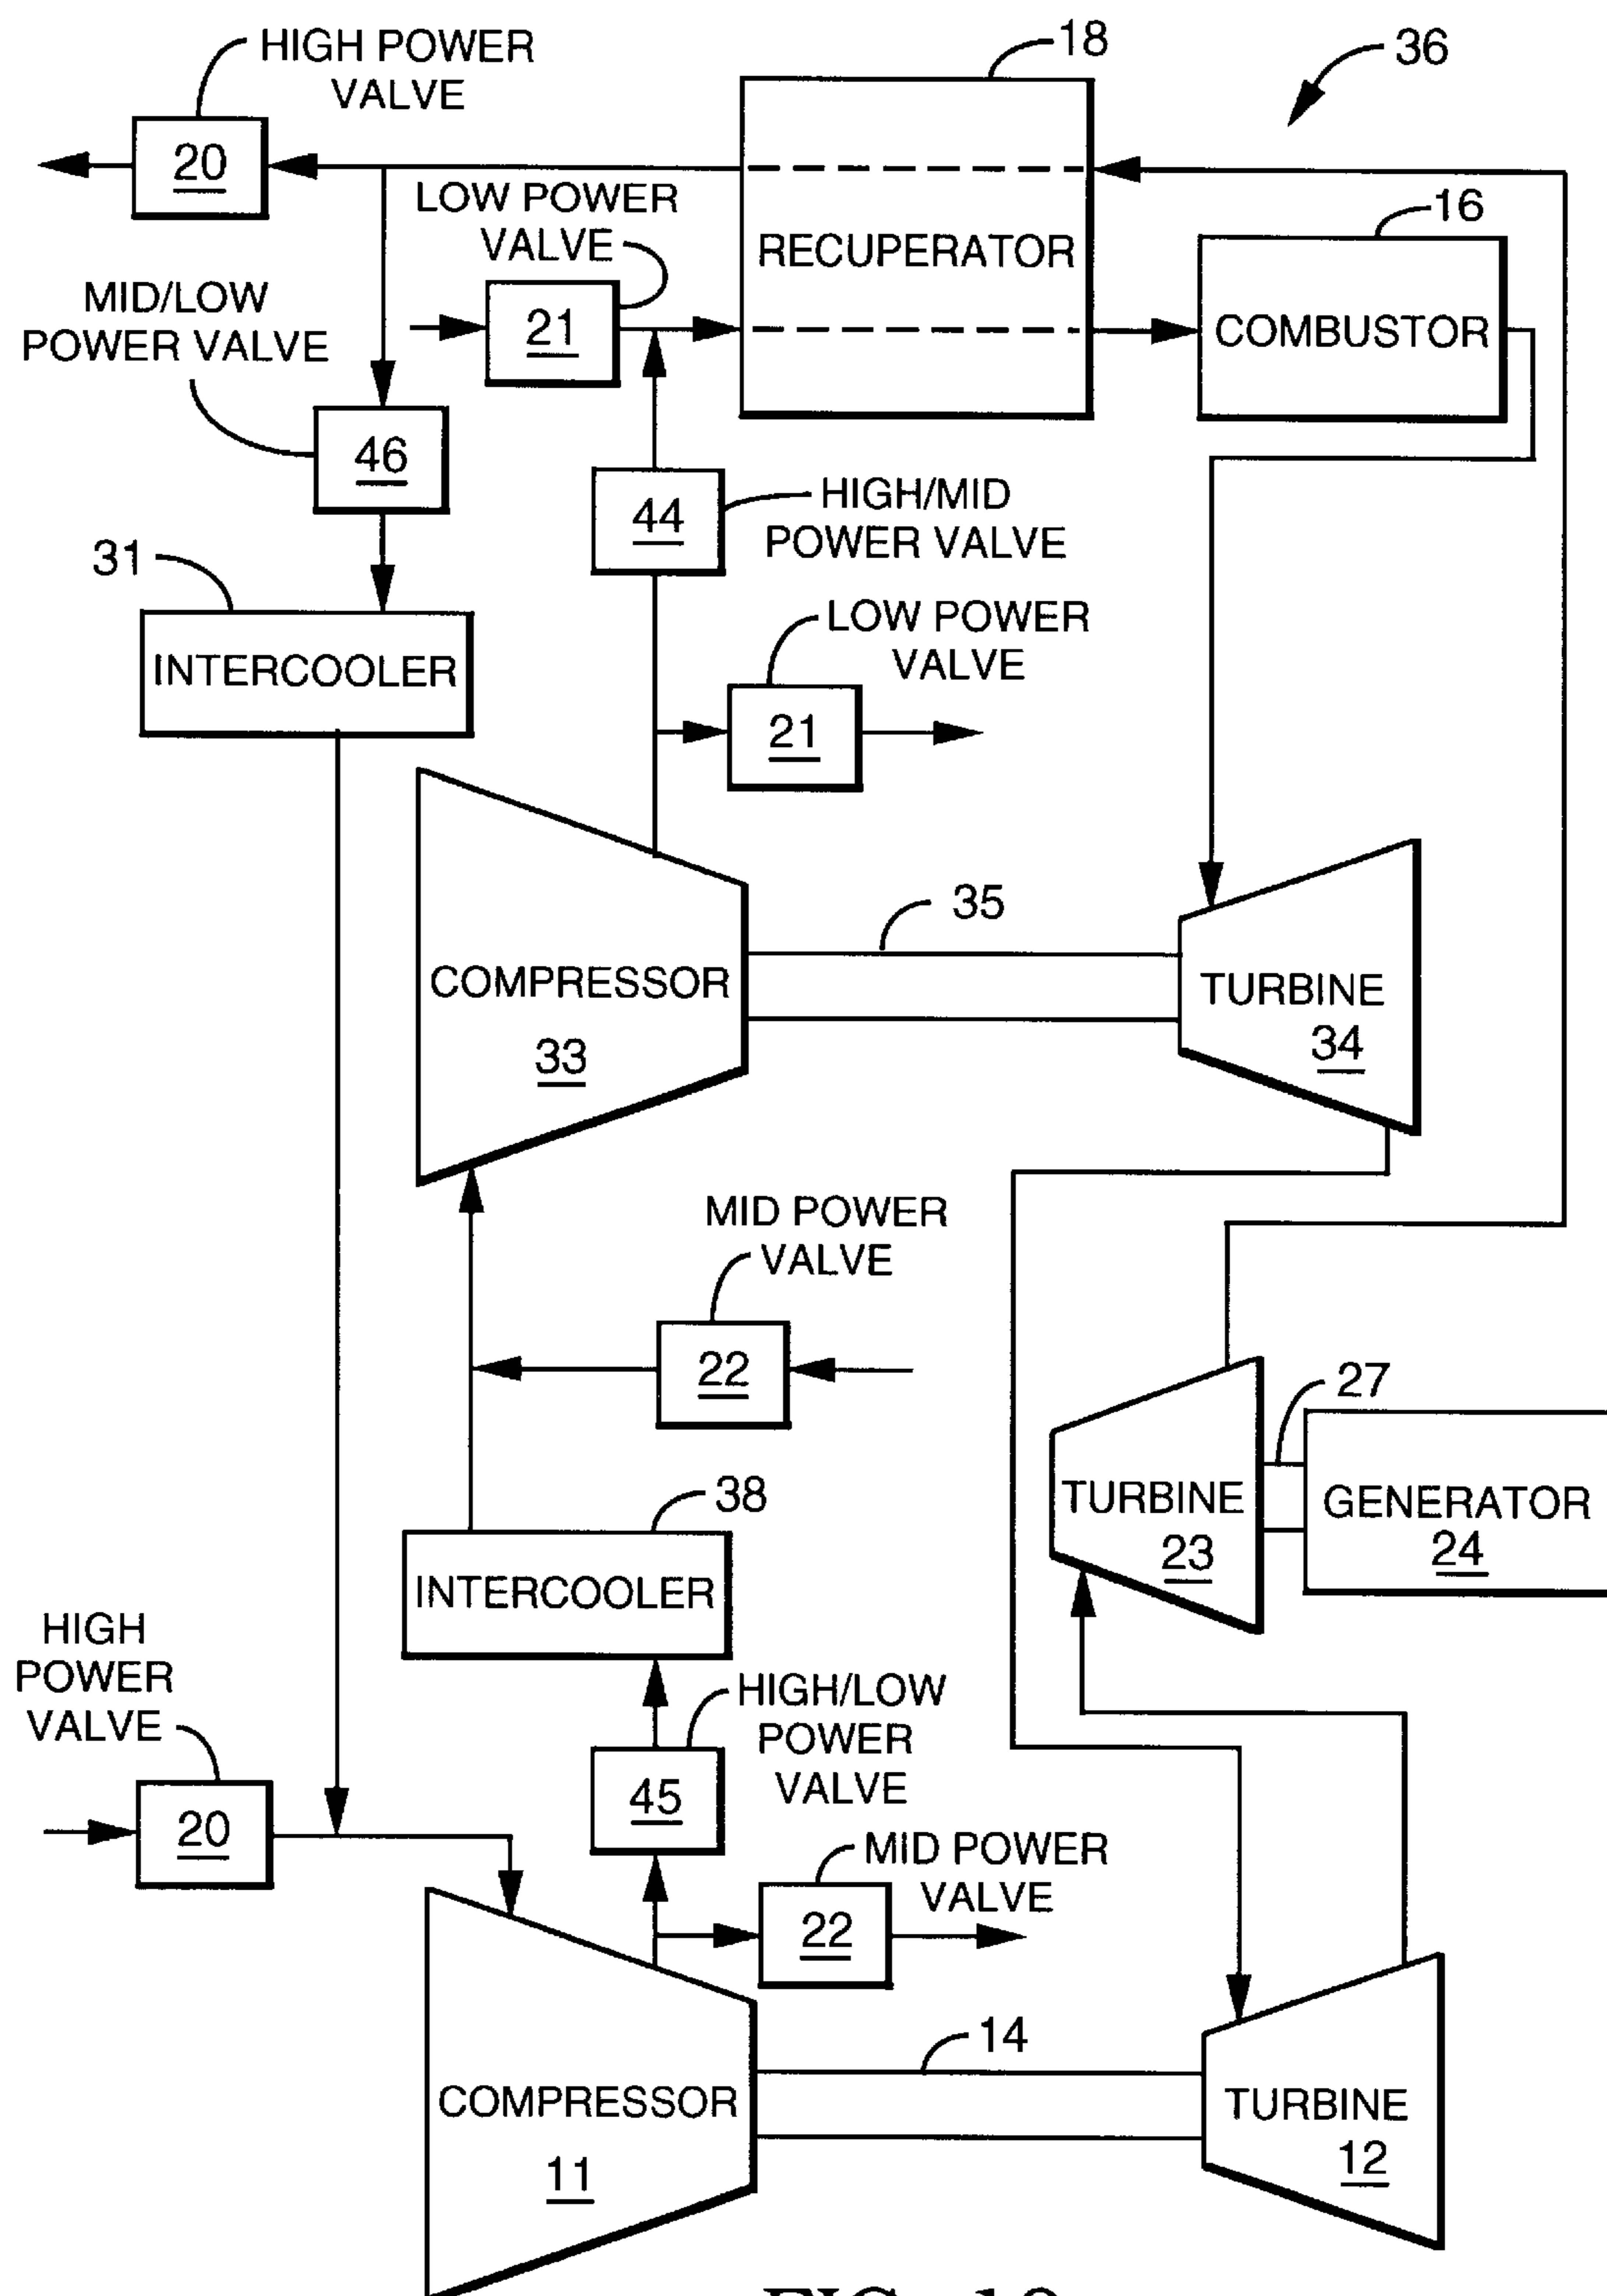 HIGH POWER
VALVE
18
36
20
LOW POWER
VALVE
16
RECUPERATOR
MID/LOW
POWER VALVE
21
COMBUSTOR
46
44
HIGH/MID
POWER VALVE
31
LOW POWER
VALVE
INTERCOOLER
21
35
COMPRESSOR
33
TURBINE
34
MID POWER
VALVE
22
27
38
TURBINE
23
GENERATOR
24
INTERCOOLER
HIGH
POWER
VALVE
HIGH/LOW
POWER
VALVE
45
20
MID POWER
VALVE
22
14
COMPRESSOR
11
TURBINE
12